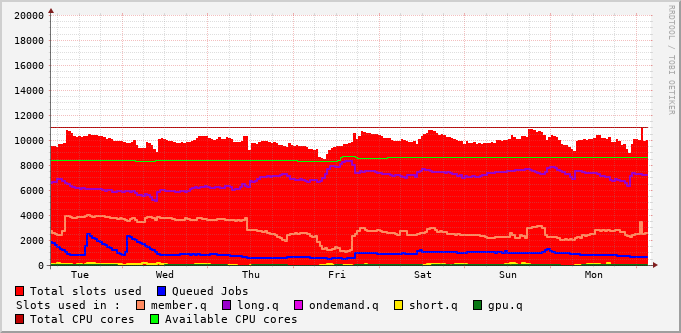 RRDTOOL / TOBI OETIKER
20000
18000
16000
14000
12000
10000
8000
6000
4000
2000
0
Tue Wed Thu Fri Sat Sun Mon
Total slots used Queued Jobs
Slots used in : member.q long.q ondemand.q short.q gpu.q
Total CPU cores Available CPU cores